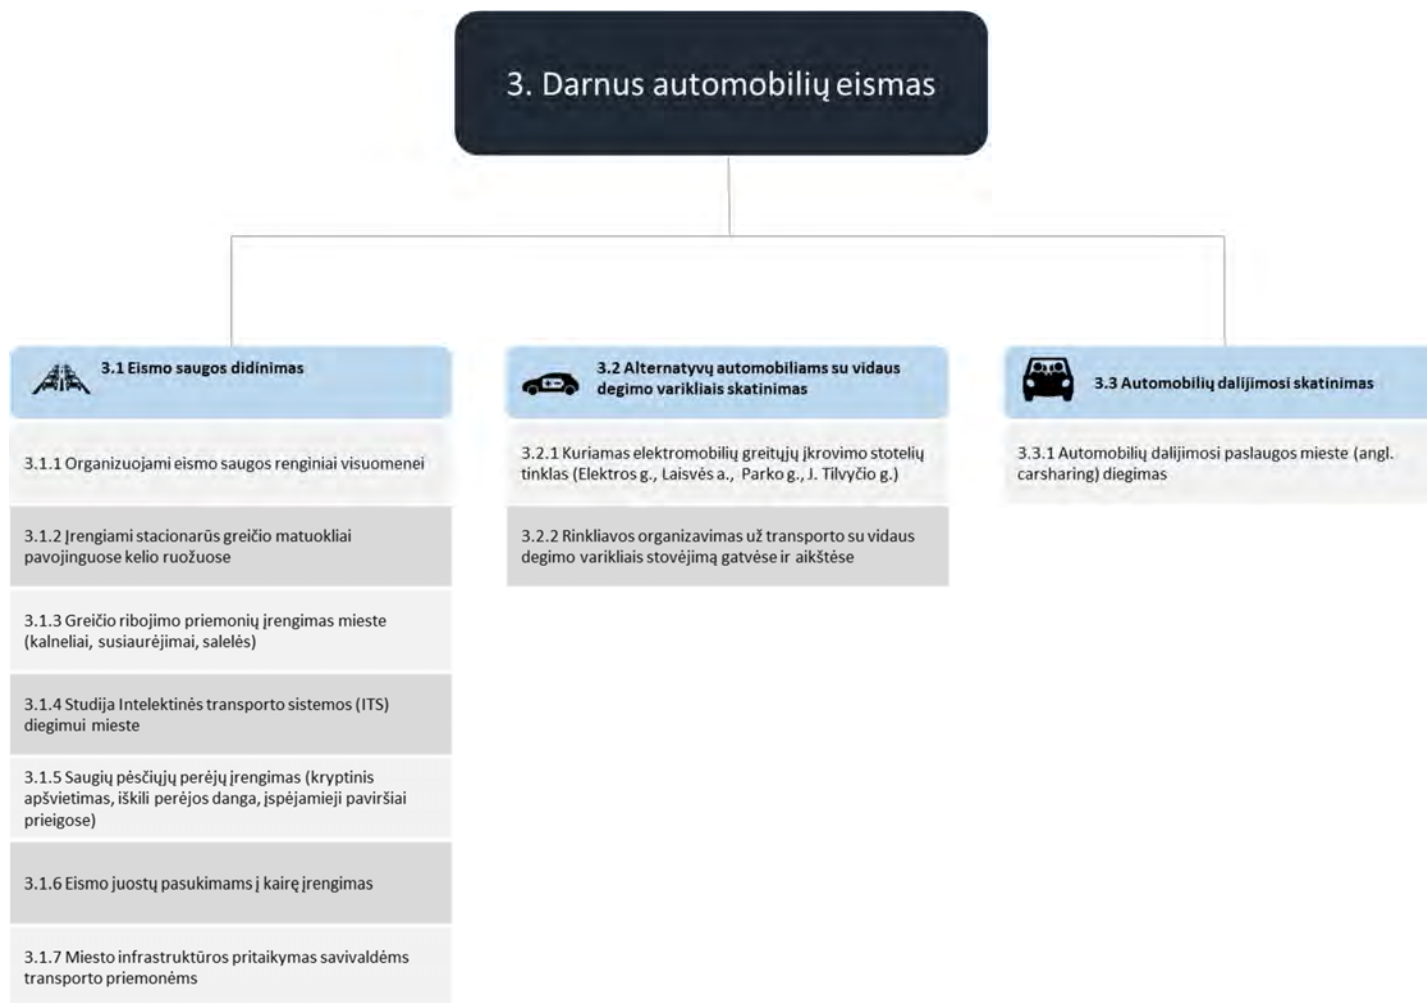 3. Darnus automobilių eismas
3.1 Eismo saugos didinimas
3.1.1 Organizuojami eismo saugos renginiai visuomenei
3.1.2 Įrengiami stacionarūs greičio matuokliai
pavojinguose kelio ruožuose
3.1.3 Greičio ribojimo priemonių įrengimas mieste
(kalneliai, susiaurėjimai, salelės)
3.1.4 Studija Intelektinės transporto sistemos (ITS)
diegimui mieste
3.1.5 Saugių pėsčiųjų perėjų įrengimas (kryptinis
apšvietimas, iškili perėjos danga, įspėjamieji paviršiai
prieigose)
3.1.6 Eismo juostų pasukimams į kairę įrengimas
3.1.7 Miesto infrastruktūros pritaikymas savivaldėms
transporto priemonėms
3.2 Alternatyvų automobiliams su vidaus
degimo varikliais skatinimas
3.2.1 Kuriamas elektromobilių greitųjų įkrovimo stotelių
tinklas (Elektros g., Laisvės a., Parko g., J. Tilvyčio g.)
3.2.2 Rinkliavos organizavimas už transporto su vidaus
degimo varikliais stovėjimą gatvėse ir aikštėse
3.3 Automobilių dalijimosi skatinimas
3.3.1 Automobilių dalijimosi paslaugos mieste (angl.
carsharing) diegimas